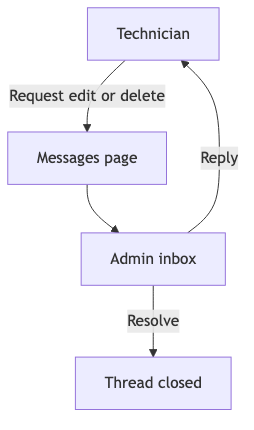 Technician
Request edit or delete
Messages page
Reply
Admin inbox
Resolve
Thread closed